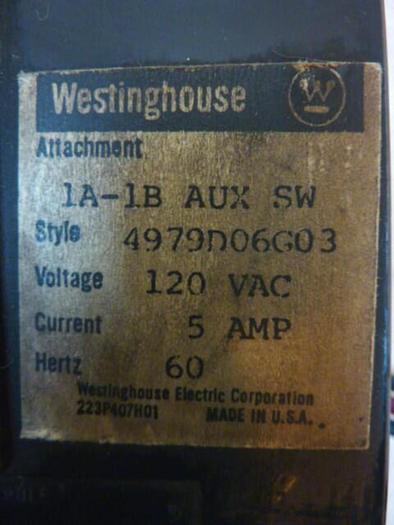 Westinghouse W
Attachment
1A-1B AUX SW
Style 4979D06G03
Voltage 120 VAC
Current 5 AMP
Hertz 60
Westinghouse Electric Corporation
223P407H01 MADE IN U.S.A.